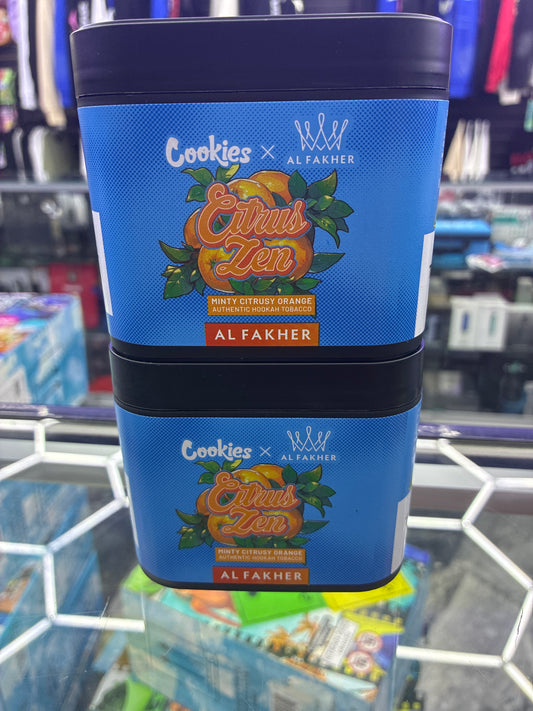 Cookies × AL FAKHER
Citrus
Zen
MINTY CITRUSY ORANGE
AUTHENTIC HOOKAH TOBACCO
AL FAKHER
Cookies × AL FAKHER
Citrus
Zen
MINTY CITRUSY ORANGE
AUTHENTIC HOOKAH TOBACCO
AL FAKHER